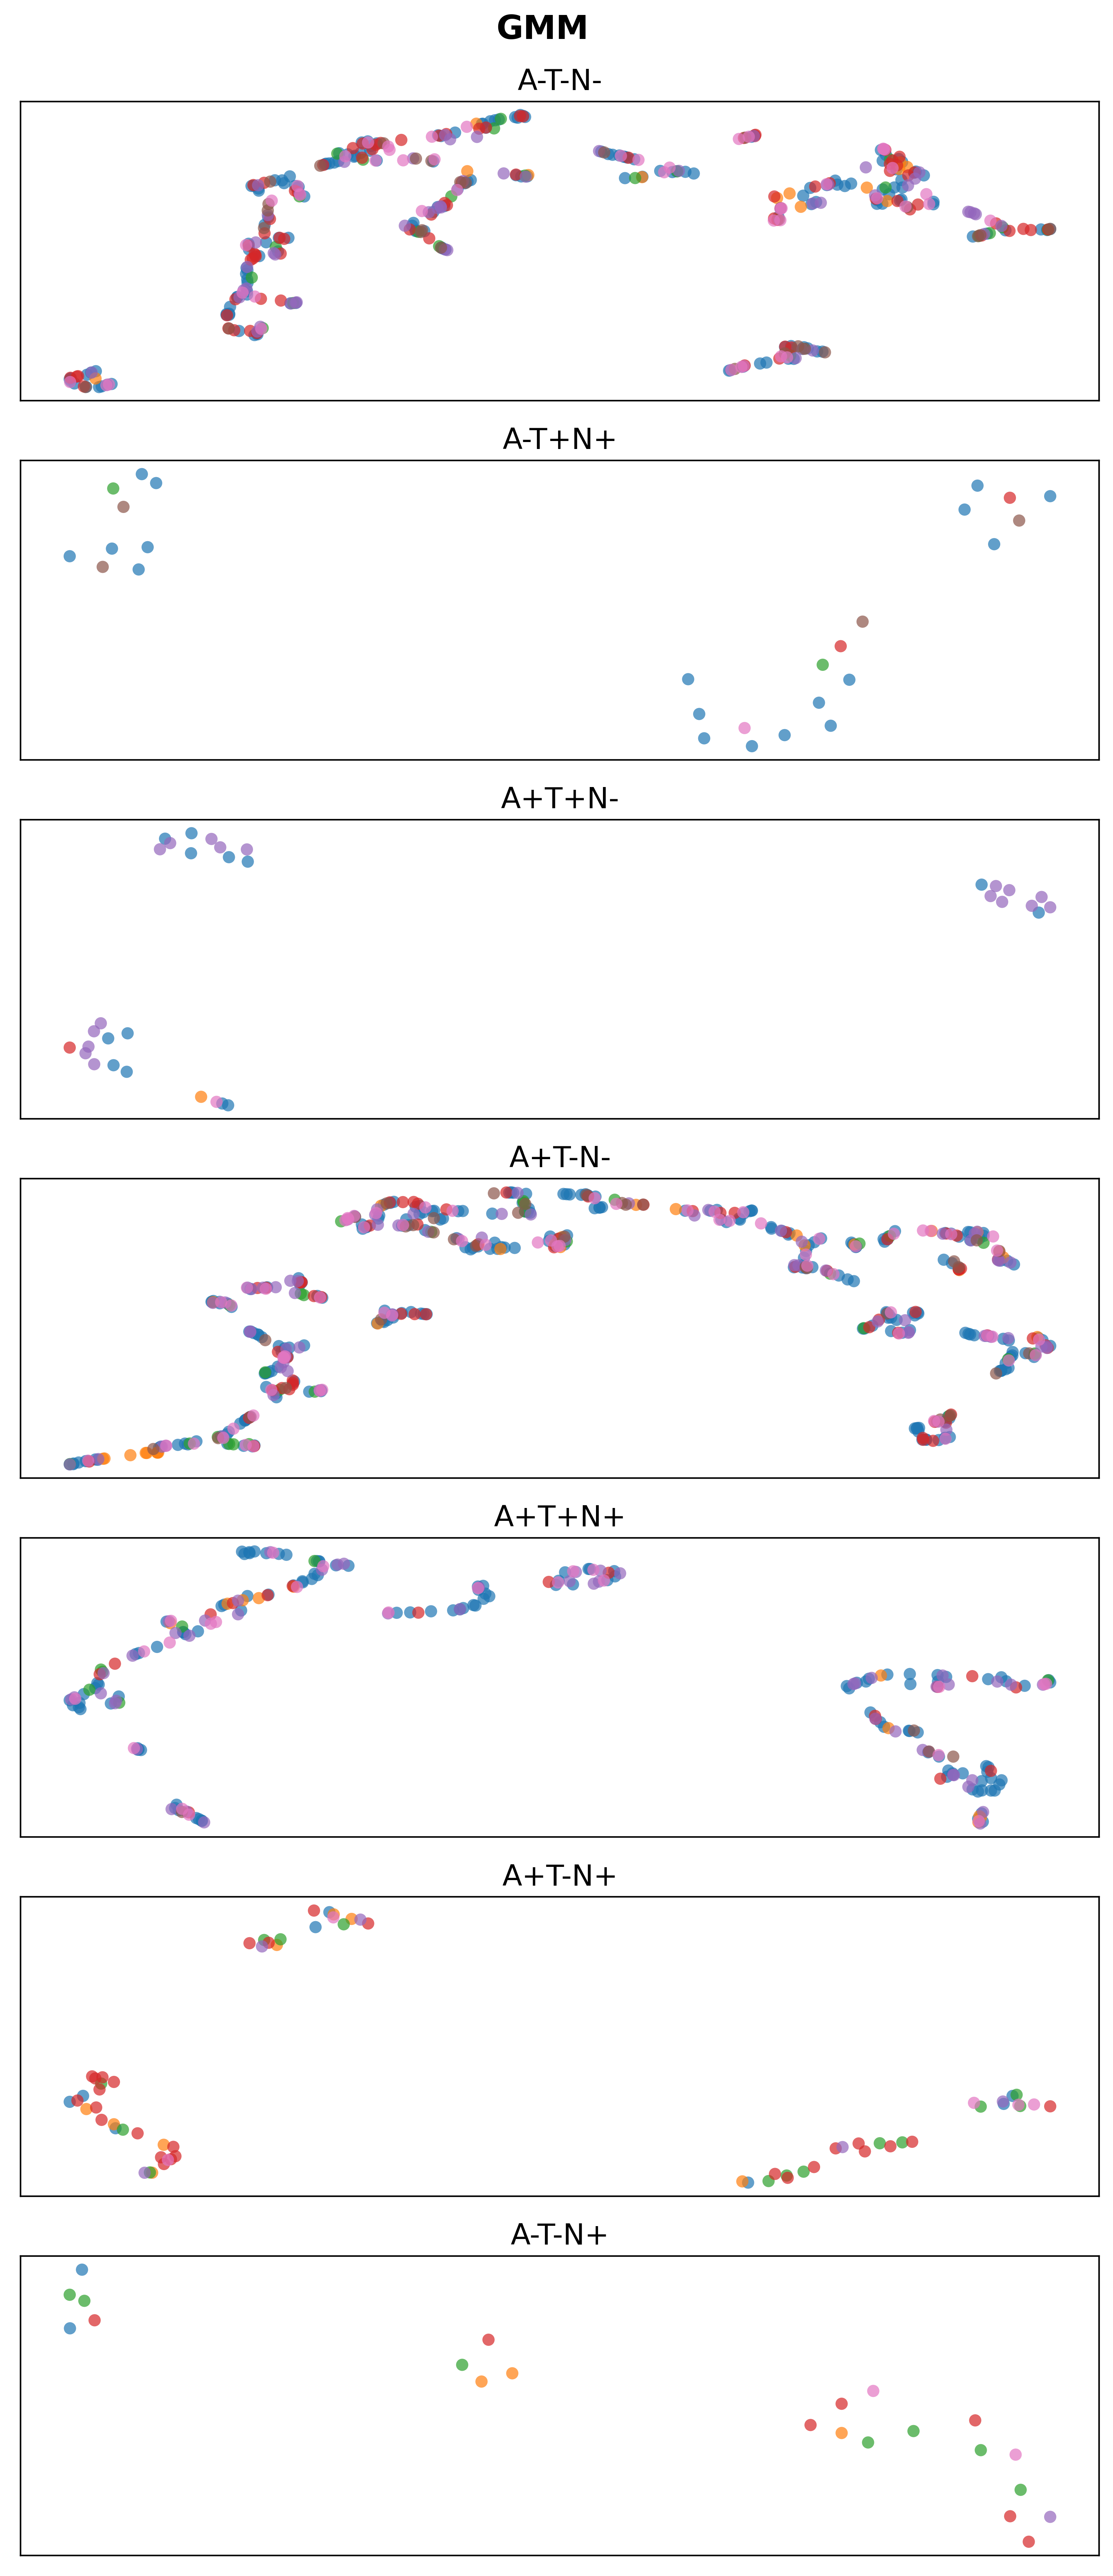 GMM
A-T-N-
A-T+N+
A+T+N-
A+T-N-
A+T+N+
A+T-N+
A-T-N+